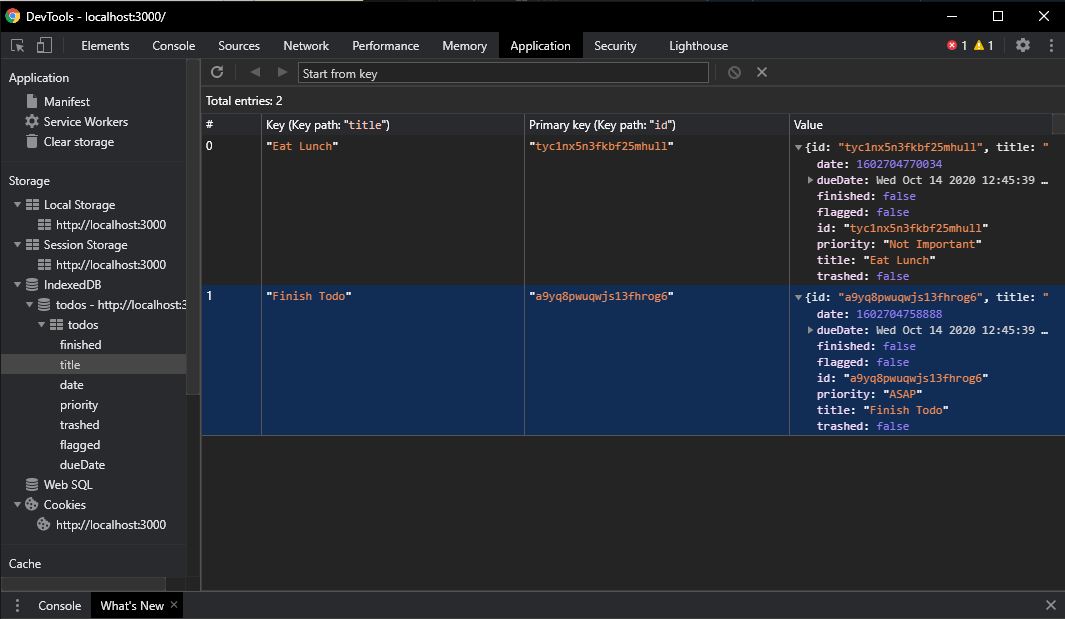 DevTools - localhost:3000/
Elements Console Sources Network Performance Memory Application Security Lighthouse 1 1
Application
Manifest
Service Workers
Clear storage
Storage
Local Storage
http://localhost:3000
Session Storage
http://localhost:3000
IndexedDB
todos - http://localhost:3
todos
finished
title
date
priority
trashed
flagged
dueDate
Web SQL
Cookies
http://localhost:3000
Cache
Start from key
Total entries: 2
# Key (Key path: "title") Primary key (Key path: "id") Value
0 "Eat Lunch" "tyc1nx5n3fkbf25mhull" {id: "tyc1nx5n3fkbf25mhull", title: "
date: 1602704770034
dueDate: Wed Oct 14 2020 12:45:39 …
finished: false
flagged: false
id: "tyc1nx5n3fkbf25mhull"
priority: "Not Important"
title: "Eat Lunch"
trashed: false
1 "Finish Todo" "a9yq8pwuqwjs13fhrog6" {id: "a9yq8pwuqwjs13fhrog6", title: "
date: 1602704758888
dueDate: Wed Oct 14 2020 12:45:39 …
finished: false
flagged: false
id: "a9yq8pwuqwjs13fhrog6"
priority: "ASAP"
title: "Finish Todo"
trashed: false
Console What's New